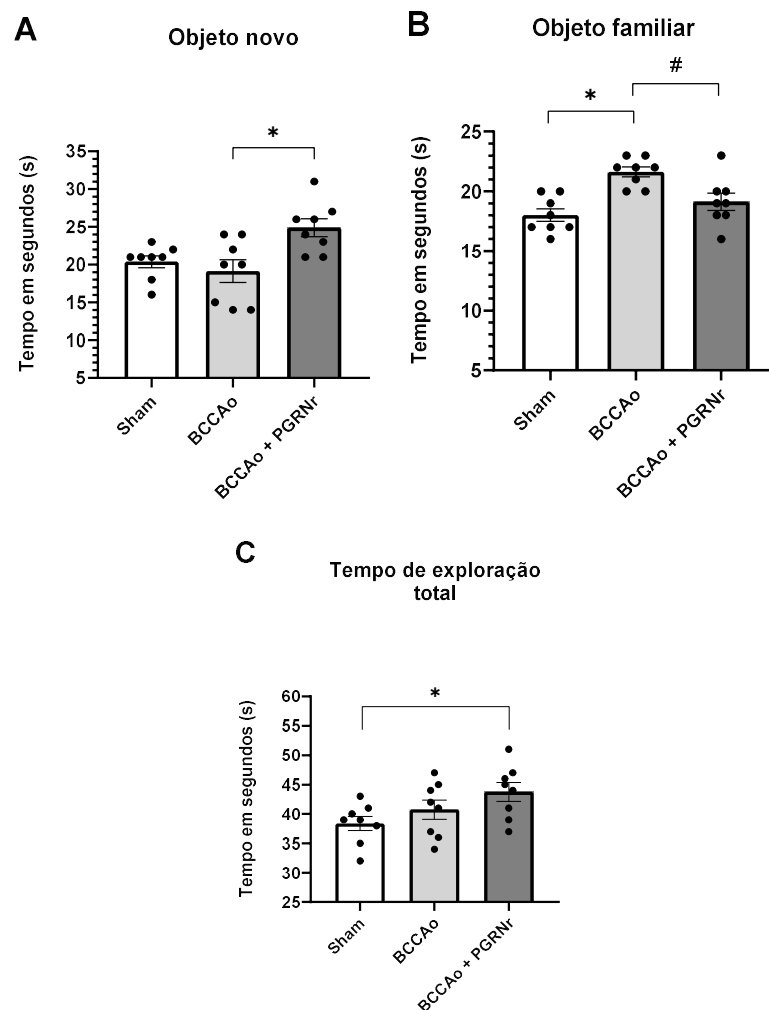 A
Objeto novo
*
Tempo em segundos (s)
35
30
25
20
15
10
5
Sham
BCCAo
BCCAo + PGRNr
B
Objeto familiar
#
*
Tempo em segundos (s)
25
20
15
10
5
Sham
BCCAo
BCCAo + PGRNr
C
Tempo de exploração
total
*
Tempo em segundos (s)
60
55
50
45
40
35
30
25
Sham
BCCAo
BCCAo + PGRNr